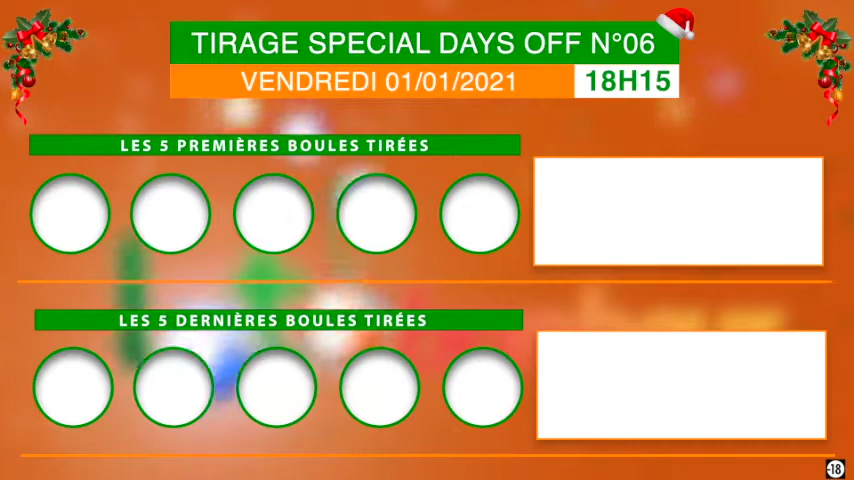 TIRAGE SPECIAL DAYS OFF N°06
VENDREDI 01/01/2021 18H15
LES 5 PREMIÈRES BOULES TIRÉES
LES 5 DERNIÈRES BOULES TIRÉES
-18